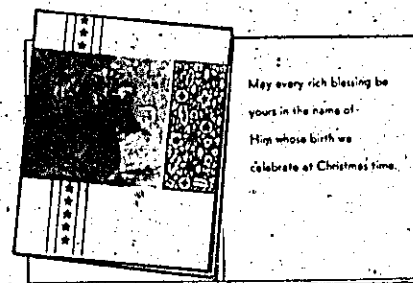 May every rich blessing be
yours in the name of
Him whose birth we
celebrate at Christmas time.